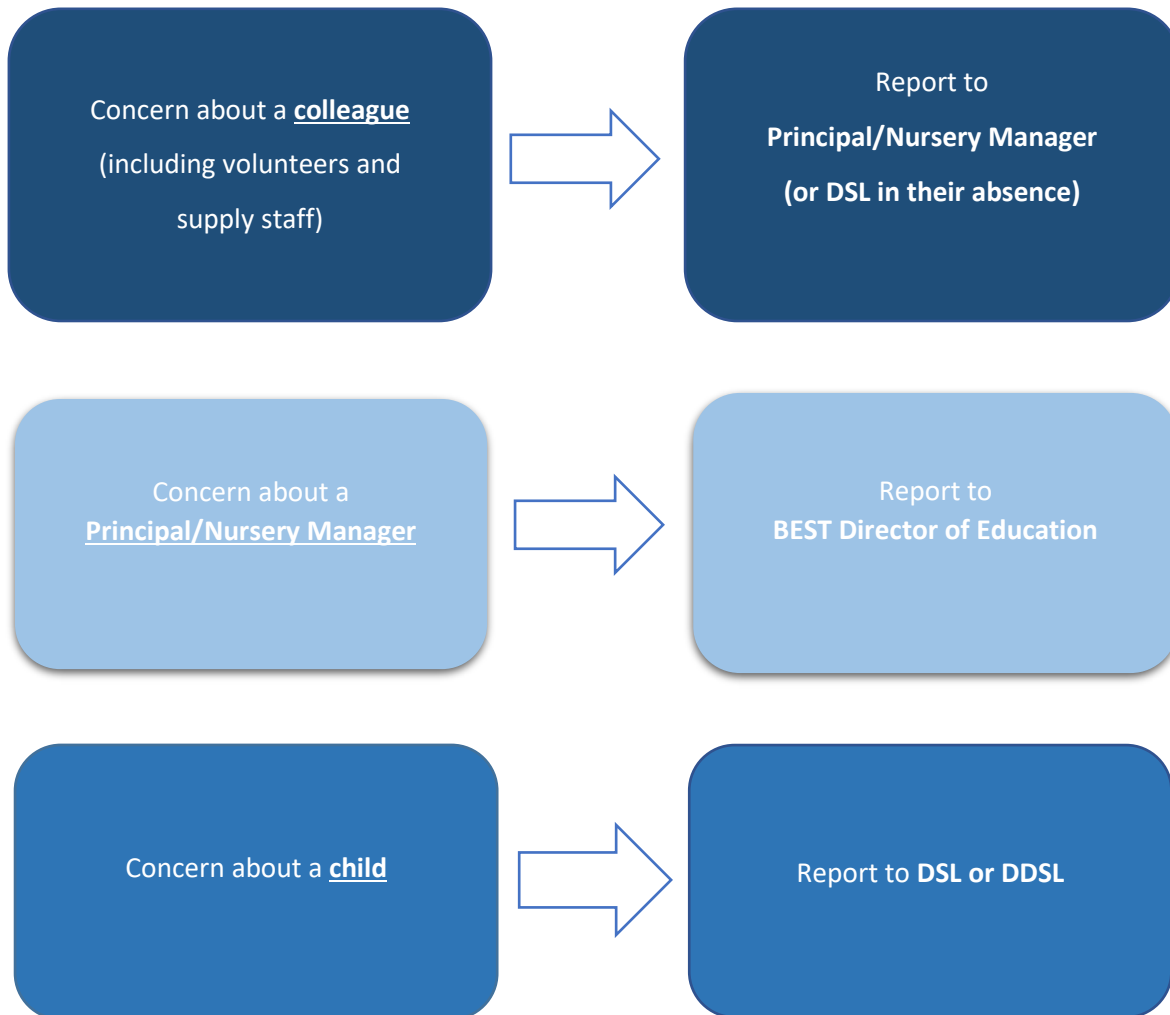 Concern about a colleague
(including volunteers and
supply staff)
Report to
Principal/Nursery Manager
(or DSL in their absence)
Concern about a
Principal/Nursery Manager
Report to
BEST Director of Education
Concern about a child
Report to DSL or DDSL